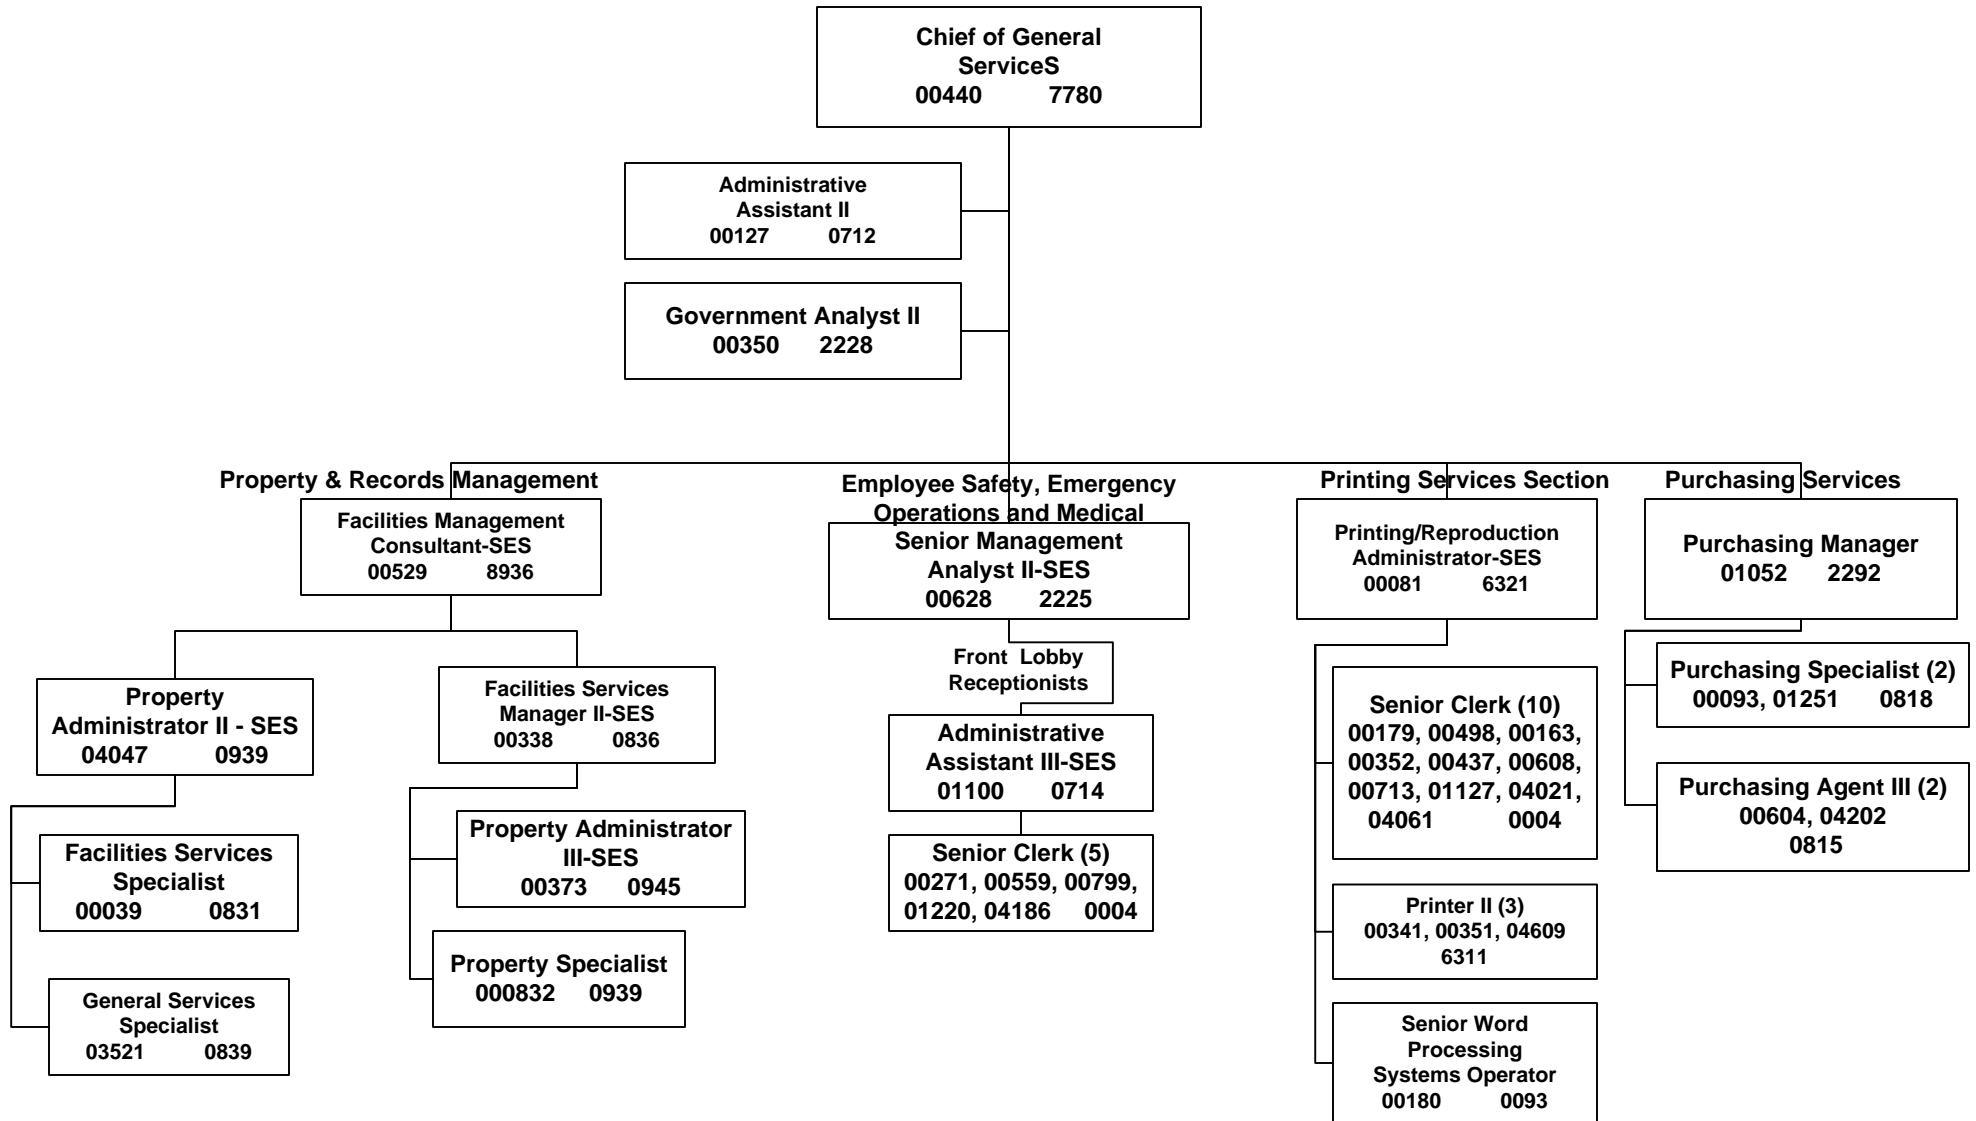 Chief of General
ServiceS
00440 7780
Administrative
Assistant II
00127 0712
Government Analyst II
00350 2228
Property & Records Management
Facilities Management
Consultant-SES
00529 8936
Property
Administrator II - SES
04047 0939
Facilities Services
Specialist
00039 0831
General Services
Specialist
03521 0839
Facilities Services
Manager II-SES
00338 0836
Property Administrator
III-SES
00373 0945
Property Specialist
000832 0939
Employee Safety, Emergency
Operations and Medical
Senior Management
Analyst II-SES
00628 2225
Front Lobby
Receptionists
Administrative
Assistant III-SES
01100 0714
Senior Clerk (5)
00271, 00559, 00799,
01220, 04186 0004
Printing Services Section
Printing/Reproduction
Administrator-SES
00081 6321
Senior Clerk (10)
00179, 00498, 00163,
00352, 00437, 00608,
00713, 01127, 04021,
04061 0004
Printer II (3)
00341, 00351, 04609
6311
Senior Word
Processing
Systems Operator
00180 0093
Purchasing Services
Purchasing Manager
01052 2292
Purchasing Specialist (2)
00093, 01251 0818
Purchasing Agent III (2)
00604, 04202
0815